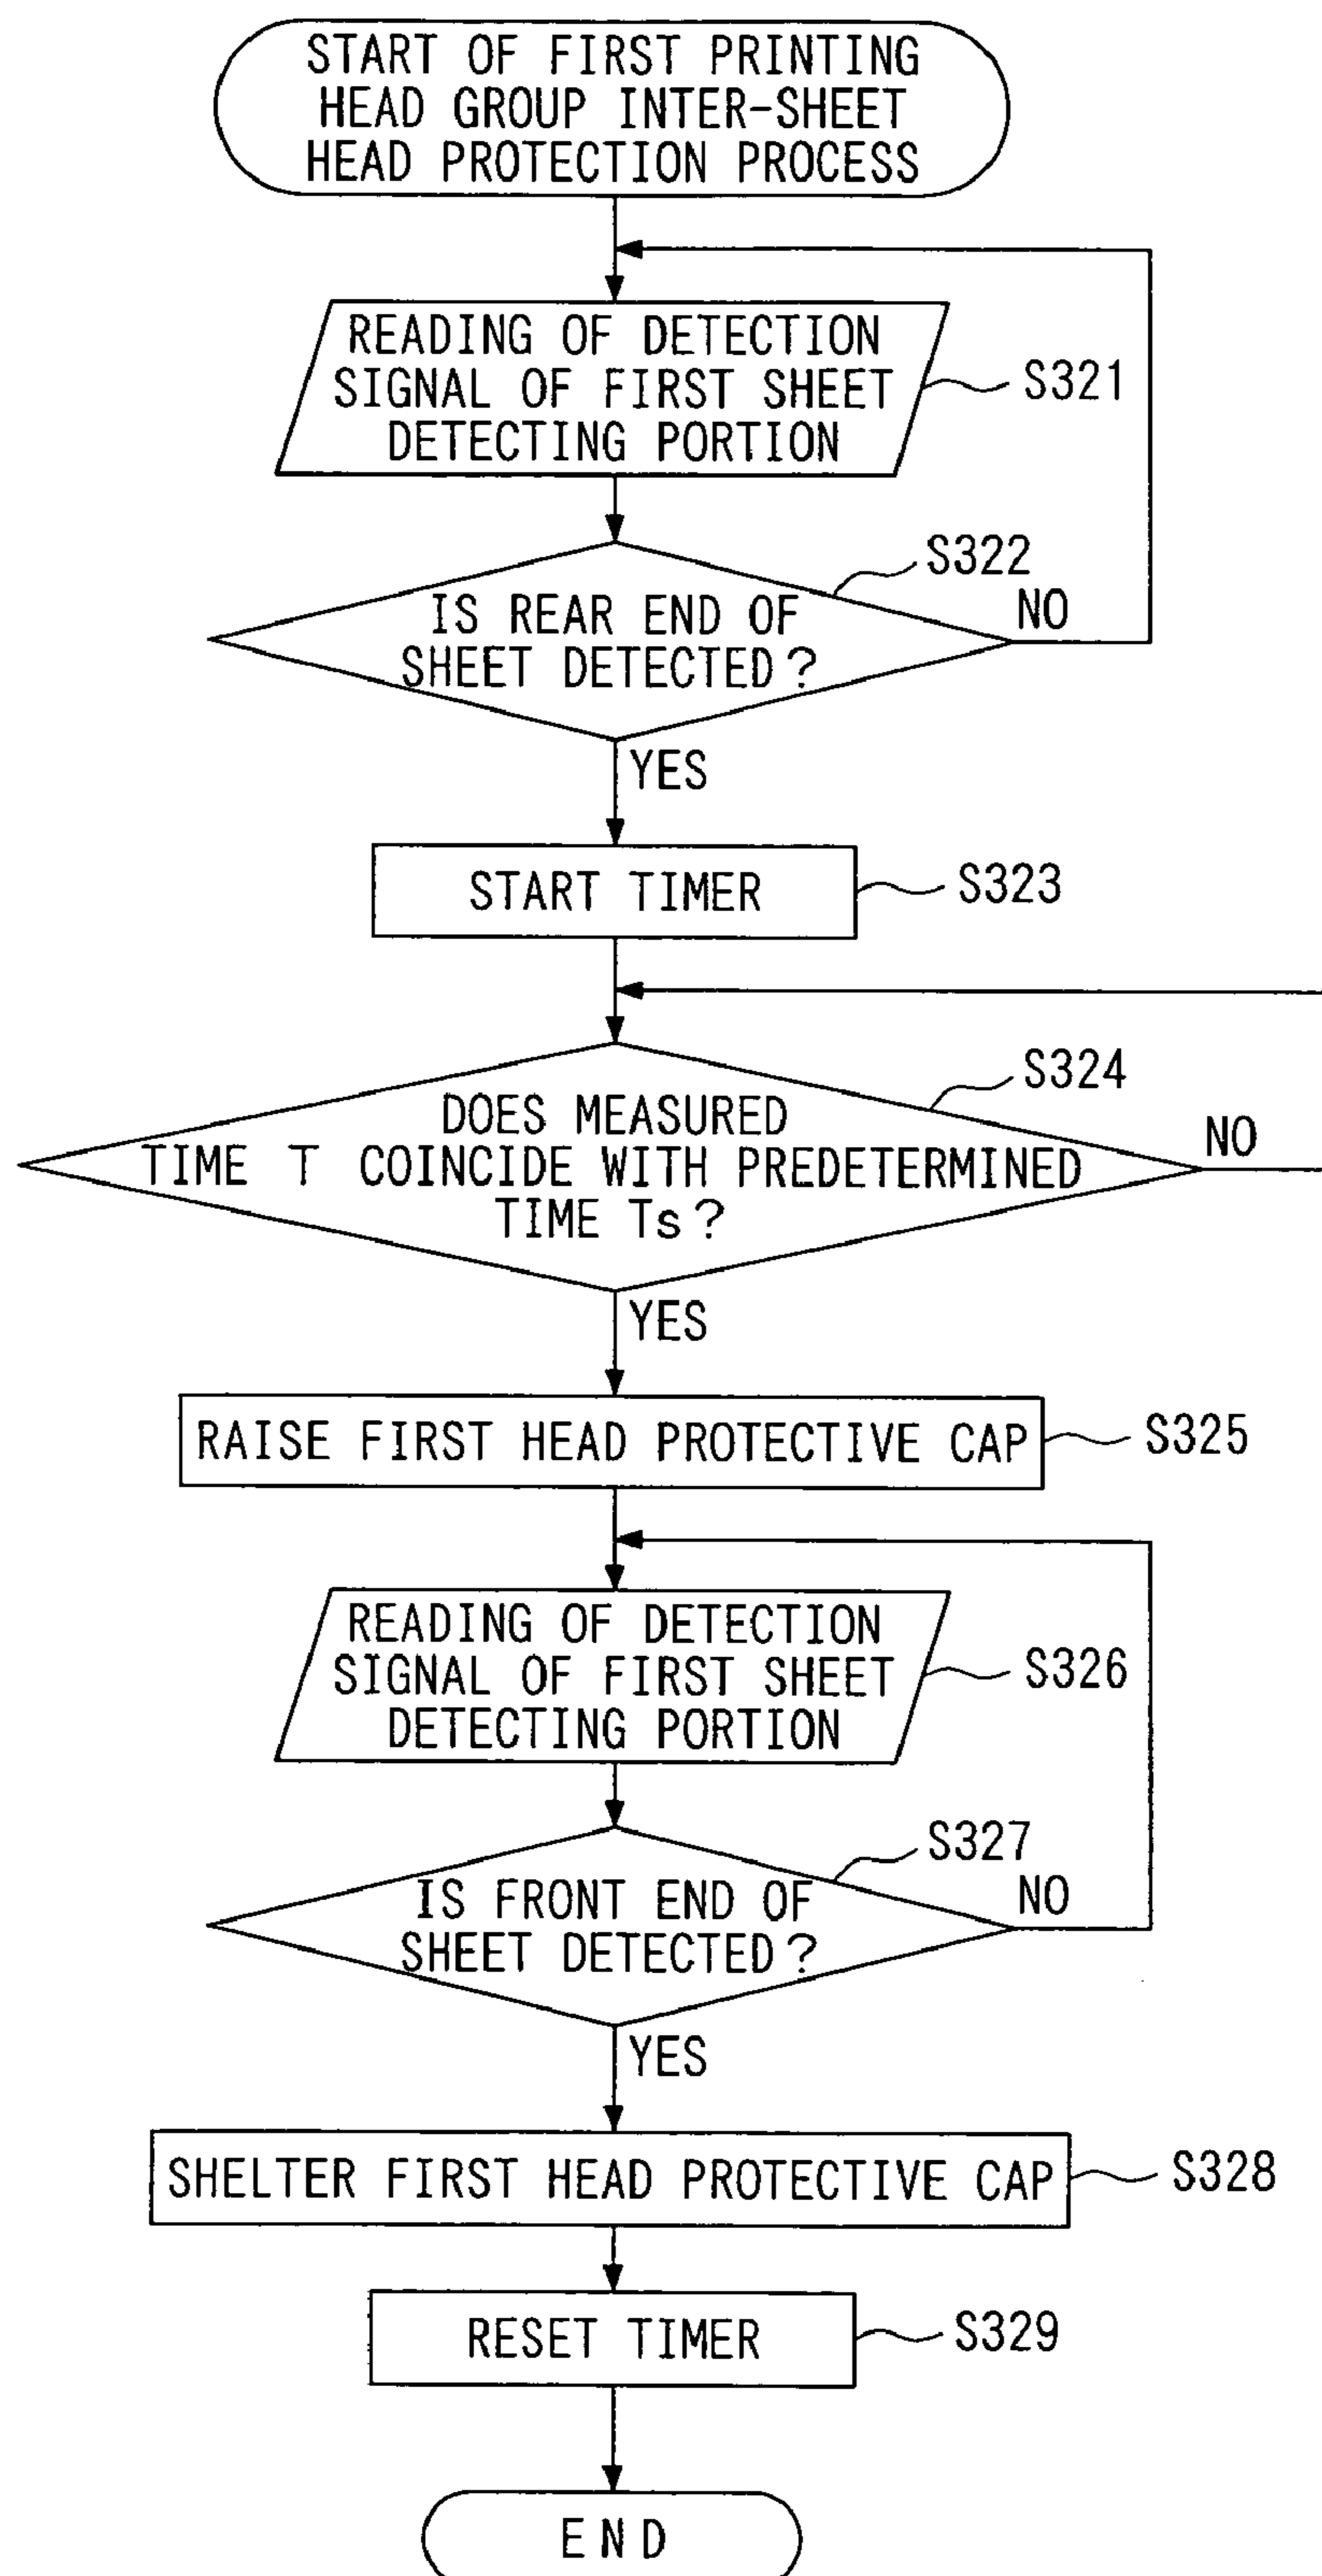 START OF FIRST PRINTING
HEAD GROUP INTER-SHEET
HEAD PROTECTION PROCESS
READING OF DETECTION
SIGNAL OF FIRST SHEET
DETECTING PORTION
S321
S322
IS REAR END OF
SHEET DETECTED?
NO
YES
START TIMER
S323
S324
DOES MEASURED
TIME T COINCIDE WITH PREDETERMINED
TIME Ts?
NO
YES
RAISE FIRST HEAD PROTECTIVE CAP
S325
READING OF DETECTION
SIGNAL OF FIRST SHEET
DETECTING PORTION
S326
S327
IS FRONT END OF
SHEET DETECTED?
NO
YES
SHELTER FIRST HEAD PROTECTIVE CAP
S328
RESET TIMER
S329
END